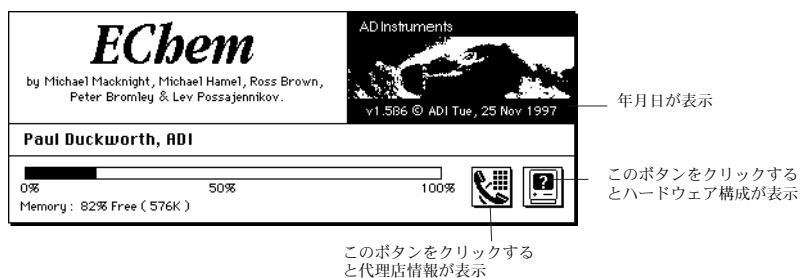 EChem
by Michael Macknight, Michael Hamel, Ross Brown,
Peter Bromley & Lev Possajennikov.
ADInstruments
v1.5ß6 © ADI Tue, 25 Nov 1997
年月日が表示
Paul Duckworth, ADI
0% 50% 100%
Memory: 82% Free ( 576K )
?
このボタンをクリックする
とハードウェア構成が表示
このボタンをクリックする
と代理店情報が表示